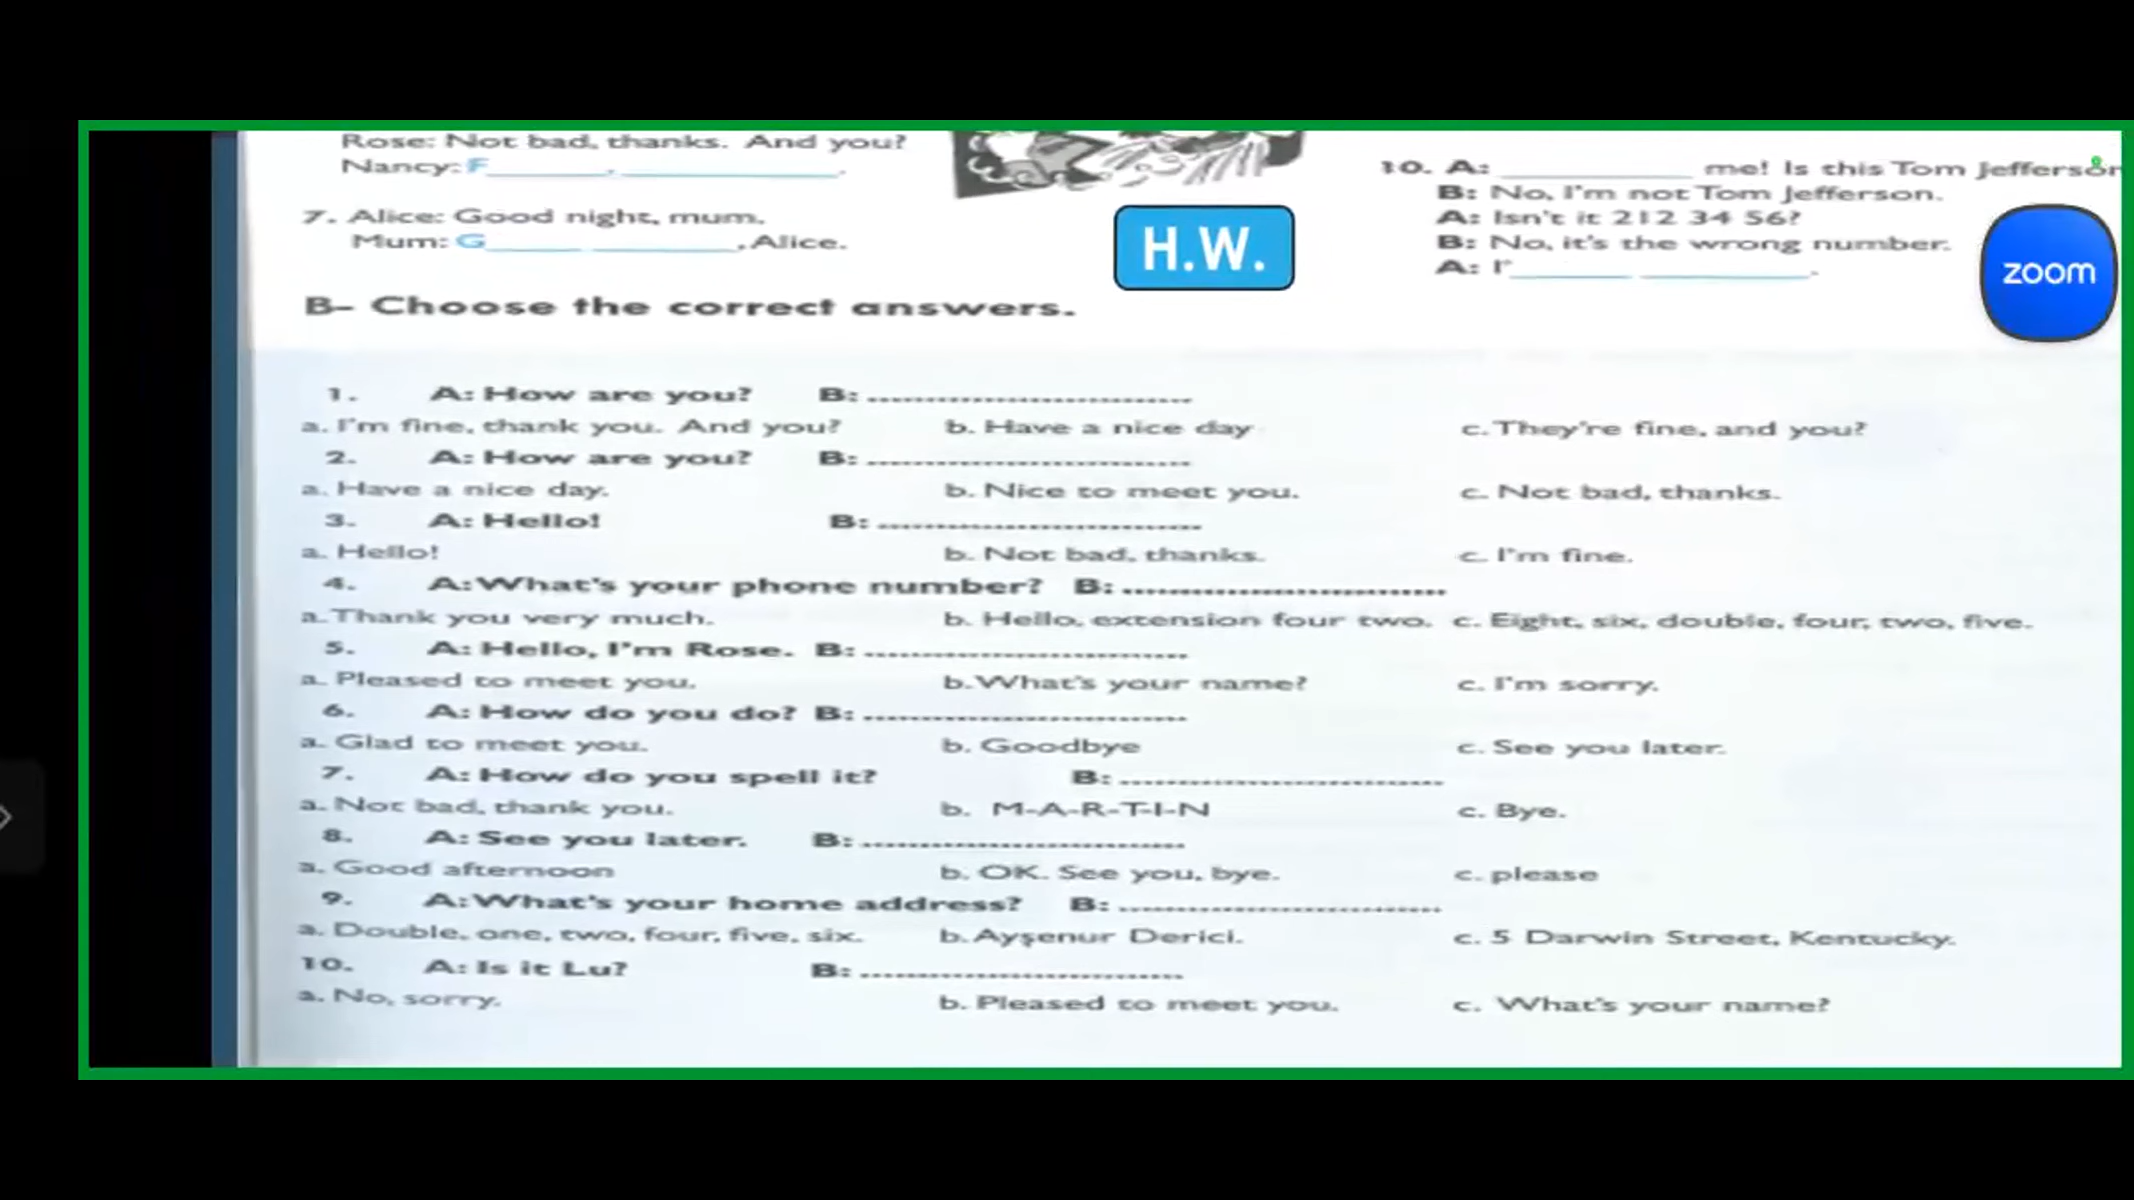 Rose: Not bad, thanks. And you?
Nancy: F________, ________________.
7. Alice: Good night, mum.
Mum: G_______ __________, Alice.
10. A: _____________ me! Is this Tom Jefferson
B: No, I'm not Tom Jefferson.
A: Isn't it 212 34 56?
B: No, it's the wrong number.
A: I'________ ____________.
H.W.
zoom
B- Choose the correct answers.
1. A: How are you? B: ..............................
a. I'm fine, thank you. And you? b. Have a nice day c. They're fine, and you?
2. A: How are you? B: ..............................
a. Have a nice day. b. Nice to meet you. c. Not bad, thanks.
3. A: Hello! B: ..............................
a. Hello! b. Not bad, thanks. c. I'm fine.
4. A: What's your phone number? B: ..............................
a. Thank you very much. b. Hello, extension four two. c. Eight, six, double, four, two, five.
5. A: Hello, I'm Rose. B: ..............................
a. Pleased to meet you. b. What's your name? c. I'm sorry.
6. A: How do you do? B: ..............................
a. Glad to meet you. b. Goodbye c. See you later.
7. A: How do you spell it? B: ..............................
a. Not bad, thank you. b. M-A-R-T-I-N c. Bye.
8. A: See you later. B: ..............................
a. Good afternoon b. OK. See you, bye. c. please
9. A: What's your home address? B: ..............................
a. Double, one, two, four, five, six. b. Ayşenur Derici. c. 5 Darwin Street, Kentucky.
10. A: Is it Lu? B: ..............................
a. No, sorry. b. Pleased to meet you. c. What's your name?